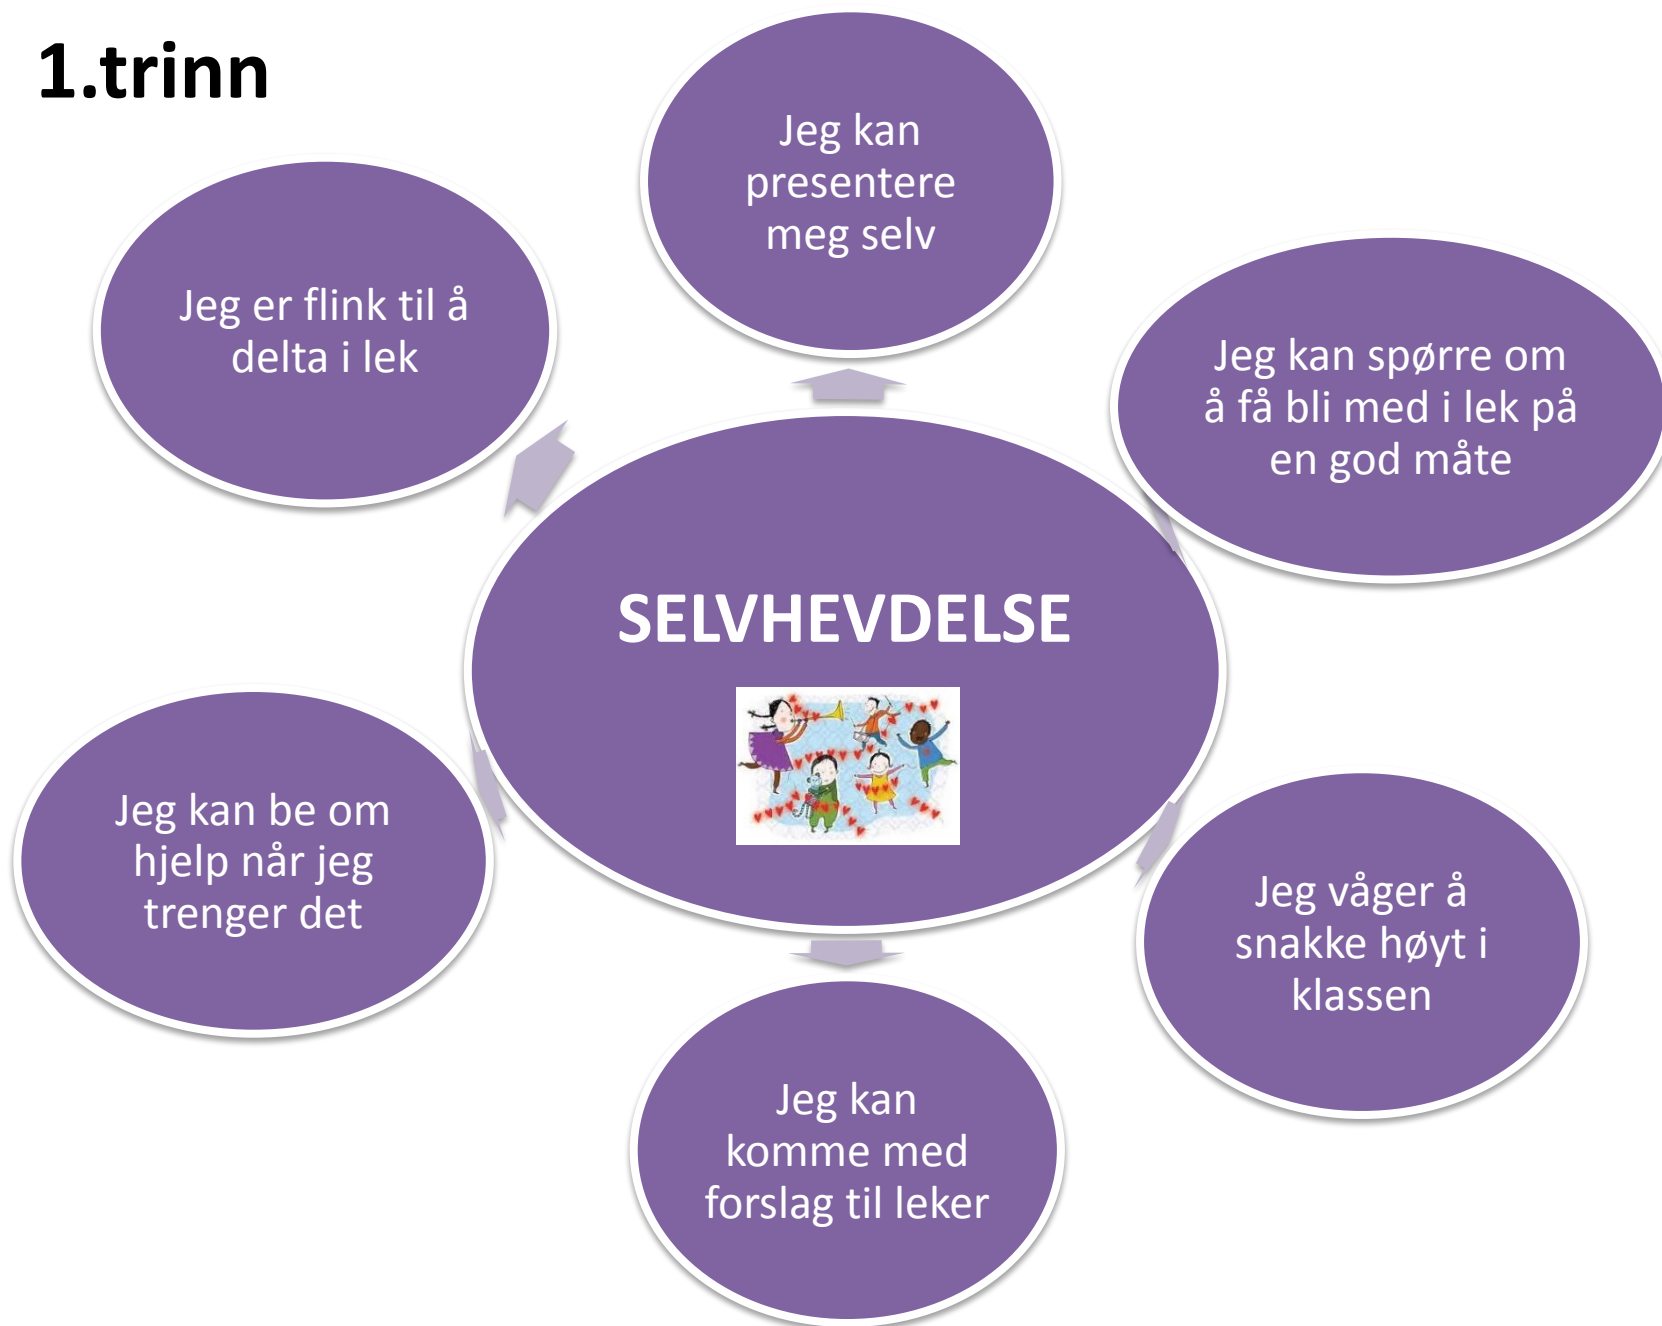 1.trinn
Jeg kan
presentere
meg selv
Jeg er flink til å
delta i lek
Jeg kan spørre om
å få bli med i lek på
en god måte
SELVHEVDELSE
Jeg kan be om
hjelp når jeg
trenger det
Jeg våger å
snakke høyt i
klassen
Jeg kan
komme med
forslag til leker